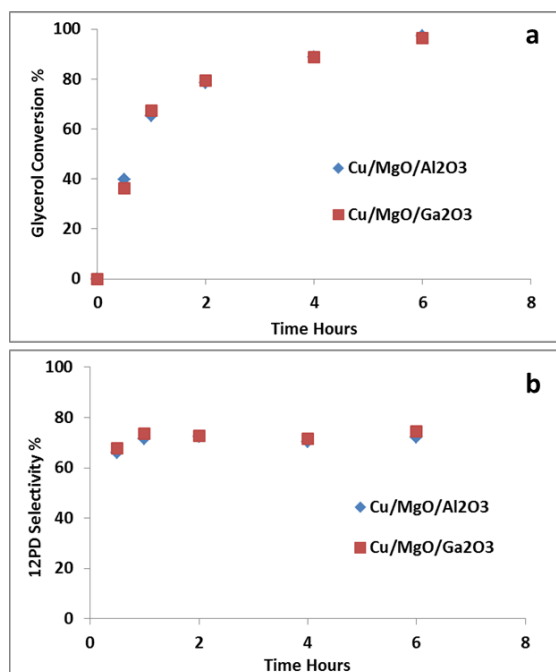 a
Glycerol Conversion %
100
80
60
40
20
0
Cu/MgO/Al2O3
Cu/MgO/Ga2O3
0 2 4 6 8
Time Hours
b
12PD Selectivity %
100
80
60
40
20
0
Cu/MgO/Al2O3
Cu/MgO/Ga2O3
0 2 4 6 8
Time Hours